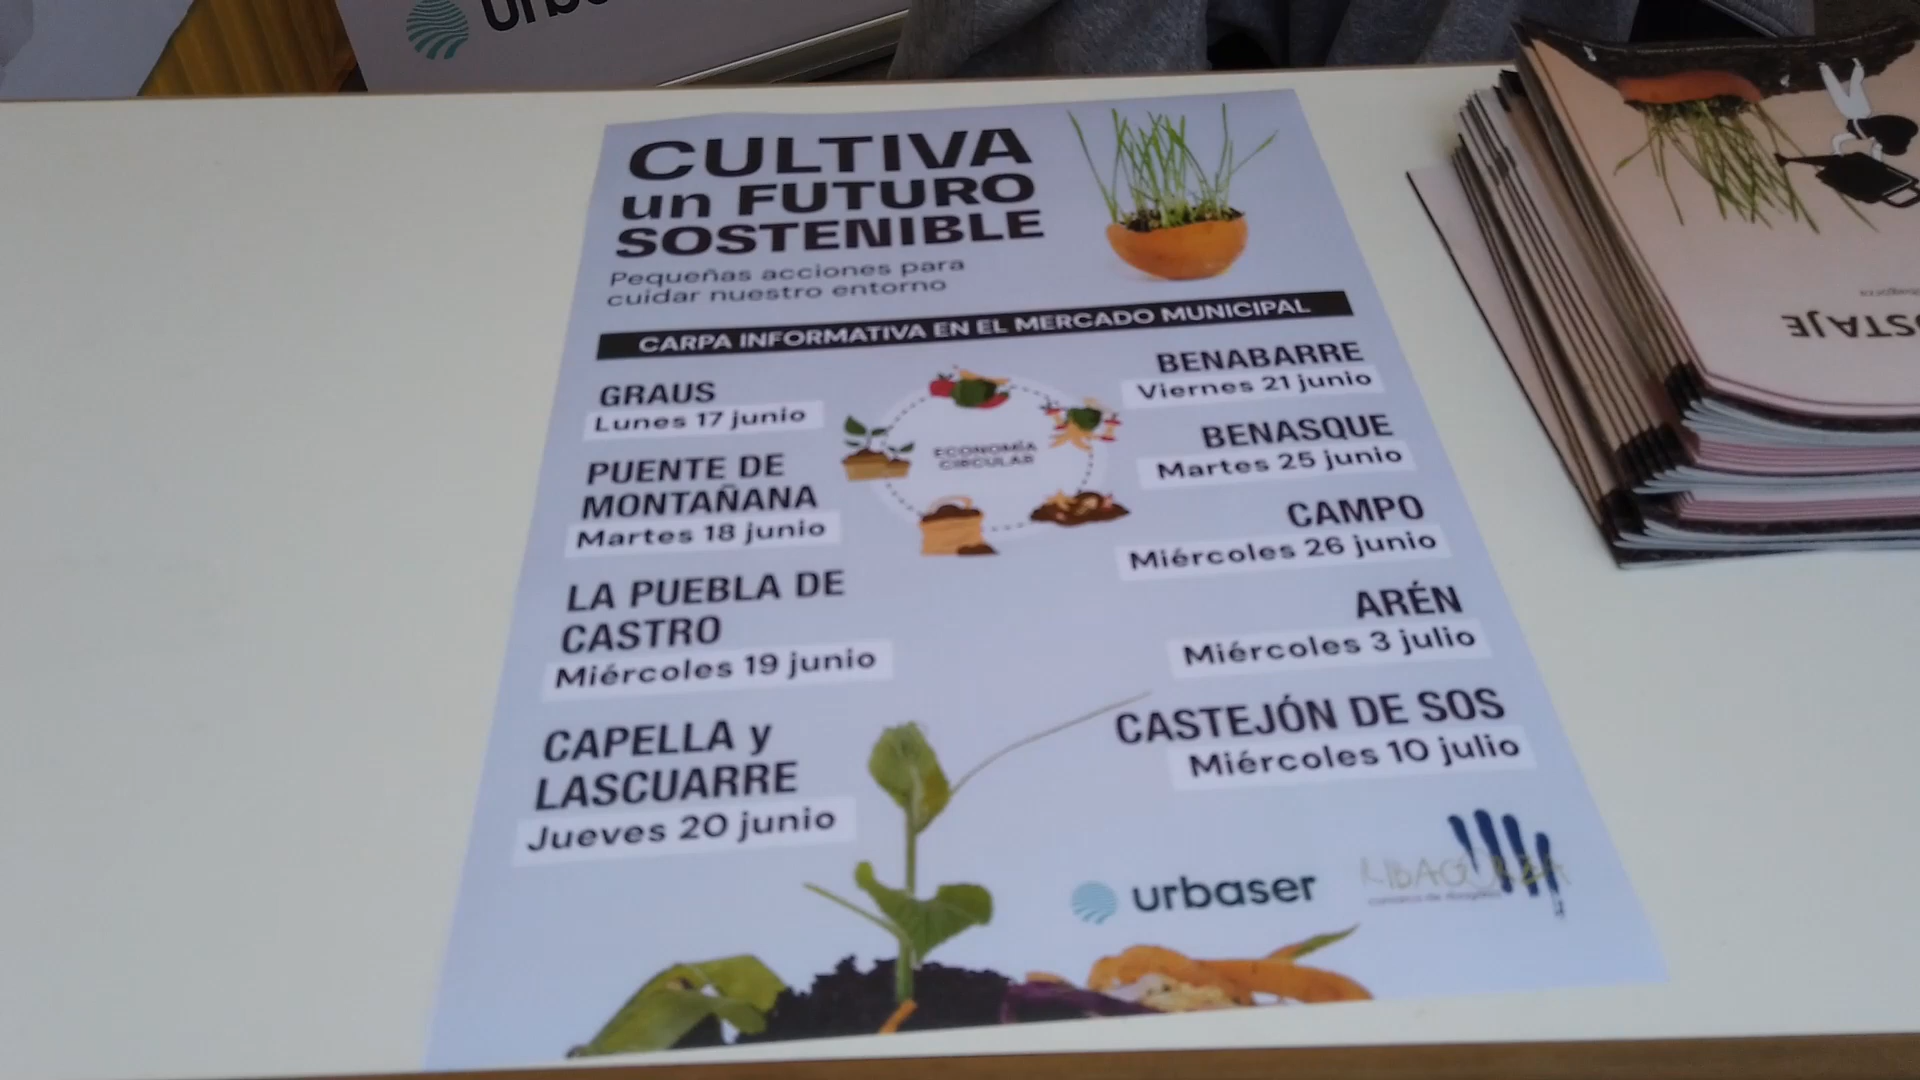 urbaser
CULTIVA
un FUTURO
SOSTENIBLE
Pequeñas acciones para
cuidar nuestro entorno
CARPA INFORMATIVA EN EL MERCADO MUNICIPAL
GRAUS
Lunes 17 junio
PUENTE DE
MONTAÑANA
Martes 18 junio
LA PUEBLA DE
CASTRO
Miércoles 19 junio
CAPELLA y
LASCUARRE
Jueves 20 junio
ECONOMÍA
CIRCULAR
BENABARRE
Viernes 21 junio
BENASQUE
Martes 25 junio
CAMPO
Miércoles 26 junio
ARÉN
Miércoles 3 julio
CASTEJÓN DE SOS
Miércoles 10 julio
urbaser
RIBAGORZA